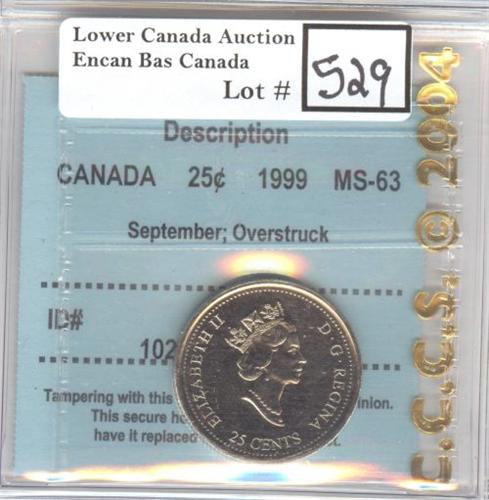 Lower Canada Auction
Encan Bas Canada
Lot # 529
Description
CANADA 25¢ 1999 MS-63
September; Overstruck
ID#
102
Tampering with this inion.
This secure
have it replaced
ELIZABETH II D·G·REGINA
25 CENTS
C.C.C.S. © 2004